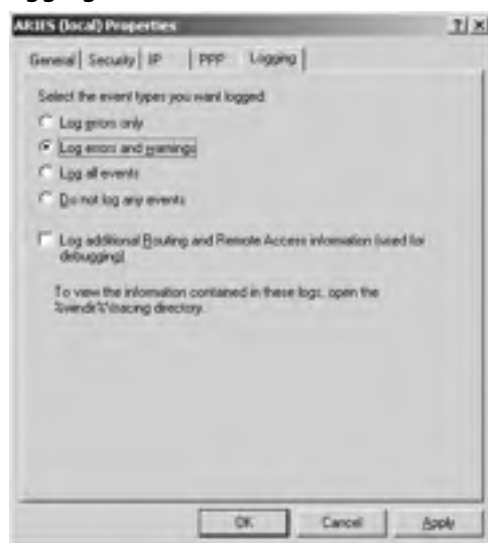 ARIES (local) Properties
General Security IP PPP Logging
Select the event types you want logged:
Log errors only
Log errors and warnings
Log all events
Do not log any events
Log additional Routing and Remote Access information (used for
debugging)
To view the information contained in these logs, open the
%windir%\tracing directory.
OK Cancel Apply